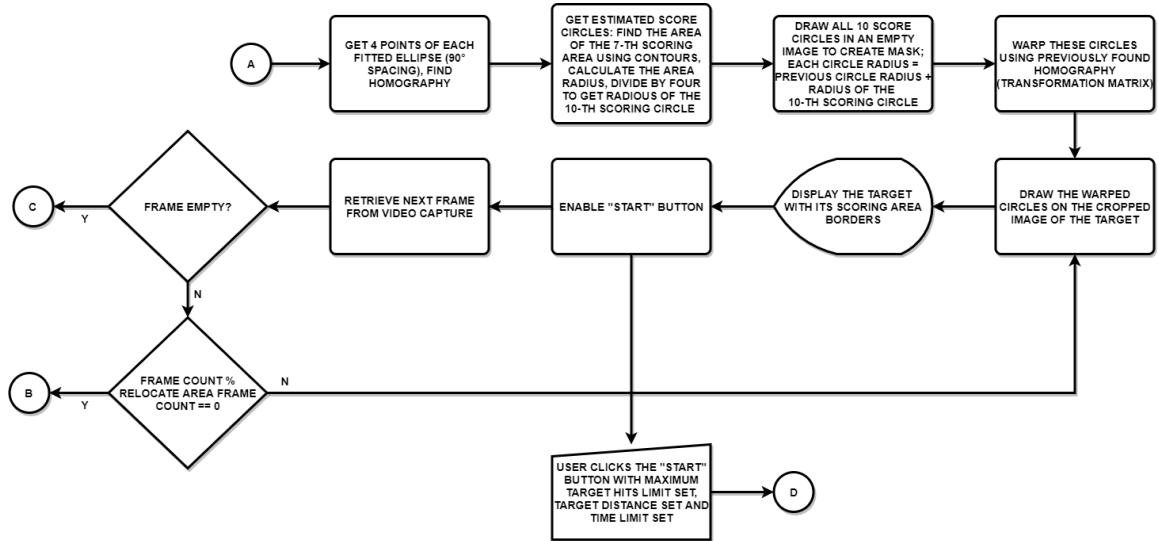 A
GET 4 POINTS OF EACH
FITTED ELLIPSE (90°
SPACING), FIND
HOMOGRAPHY
GET ESTIMATED SCORE
CIRCLES: FIND THE AREA
OF THE 7-TH SCORING
AREA USING CONTOURS,
CALCULATE THE AREA
RADIUS, DIVIDE BY FOUR
TO GET RADIOUS OF THE
10-TH SCORING CIRCLE
DRAW ALL 10 SCORE
CIRCLES IN AN EMPTY
IMAGE TO CREATE MASK;
EACH CIRCLE RADIUS =
PREVIOUS CIRCLE RADIUS +
RADIUS OF THE
10-TH SCORING CIRCLE
WARP THESE CIRCLES
USING PREVIOUSLY FOUND
HOMOGRAPHY
(TRANSFORMATION MATRIX)
C
Y
FRAME EMPTY?
RETRIEVE NEXT FRAME
FROM VIDEO CAPTURE
ENABLE "START" BUTTON
DISPLAY THE TARGET
WITH ITS SCORING AREA
BORDERS
DRAW THE WARPED
CIRCLES ON THE CROPPED
IMAGE OF THE TARGET
N
B
Y
FRAME COUNT %
RELOCATE AREA FRAME
COUNT == 0
N
USER CLICKS THE "START"
BUTTON WITH MAXIMUM
TARGET HITS LIMIT SET,
TARGET DISTANCE SET AND
TIME LIMIT SET
D